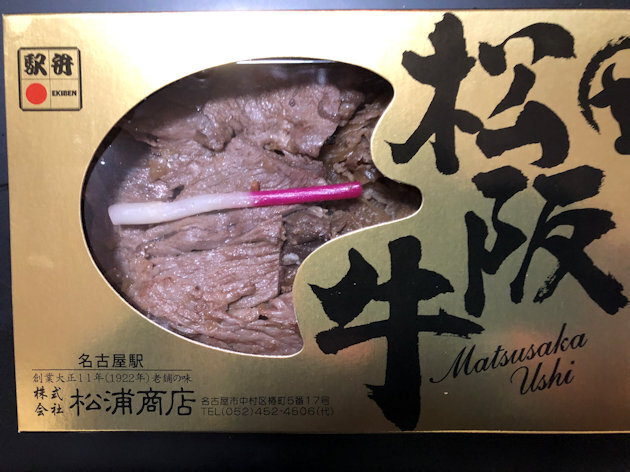 駅弁
EKIBEN
松阪
牛
Matsusaka
Ushi
名古屋駅
創業大正11年(1922年)老舗の味
株式会社 松浦商店
名古屋市中村区椿町5番17号
TEL(052)452-4606(代)